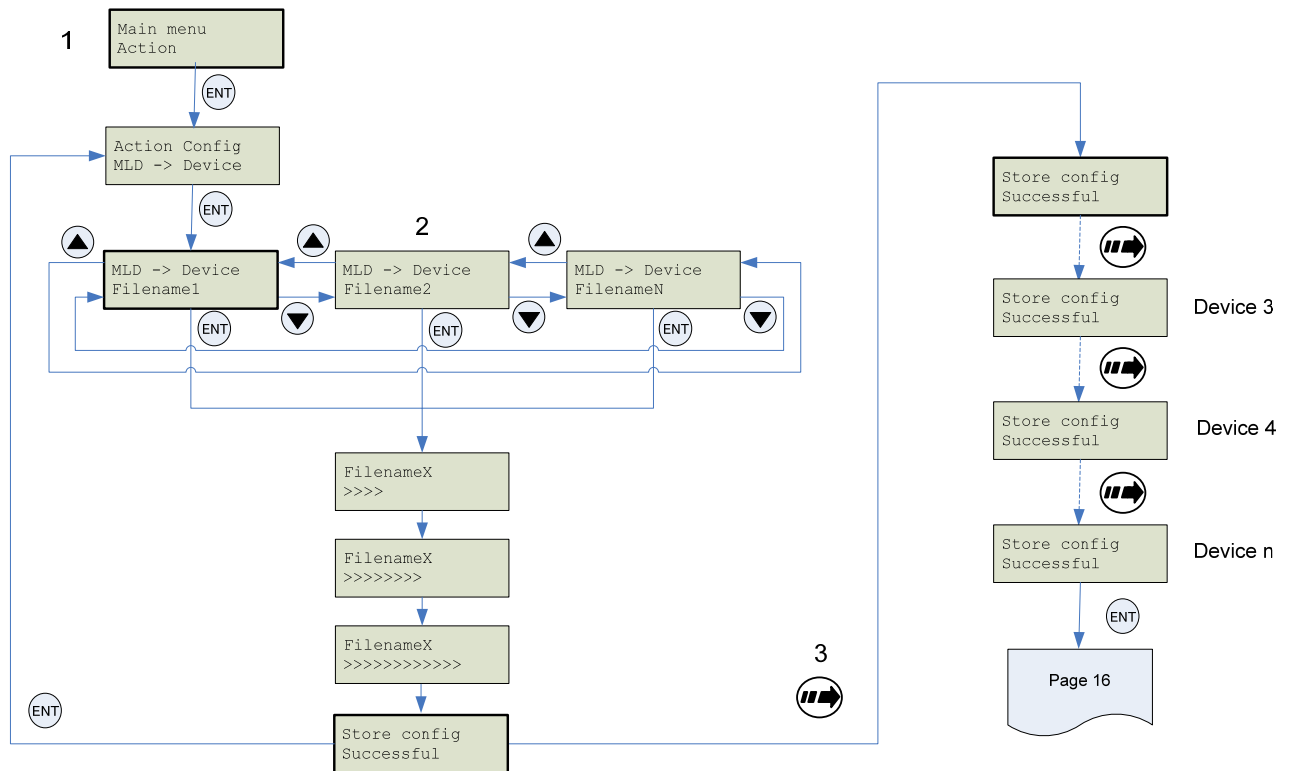 1
Main menu
Action
ENT
Action Config
MLD -> Device
ENT
2
MLD -> Device
Filename1
MLD -> Device
Filename2
MLD -> Device
FilenameN
ENT
ENT
ENT
FilenameX
>>>>
FilenameX
>>>>>>>>
FilenameX
>>>>>>>>>>>>
ENT
Store config
Successful
3
Store config
Successful
Store config
Successful
Device 3
Store config
Successful
Device 4
Store config
Successful
Device n
ENT
Page 16